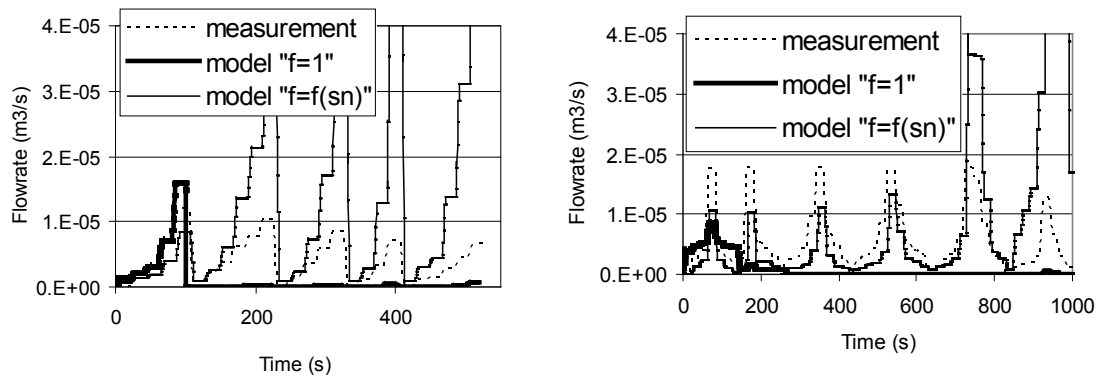 4.E-05
3.E-05
2.E-05
1.E-05
0.E+00
Flowrate (m3/s)
measurement
model "f=1"
model "f=f(sn)"
0
200
400
Time (s)
4.E-05
3.E-05
2.E-05
1.E-05
0.E+00
Flowrate (m3/s)
measurement
model "f=1"
model "f=f(sn)"
0
200
400
600
800
1000
Time (s)